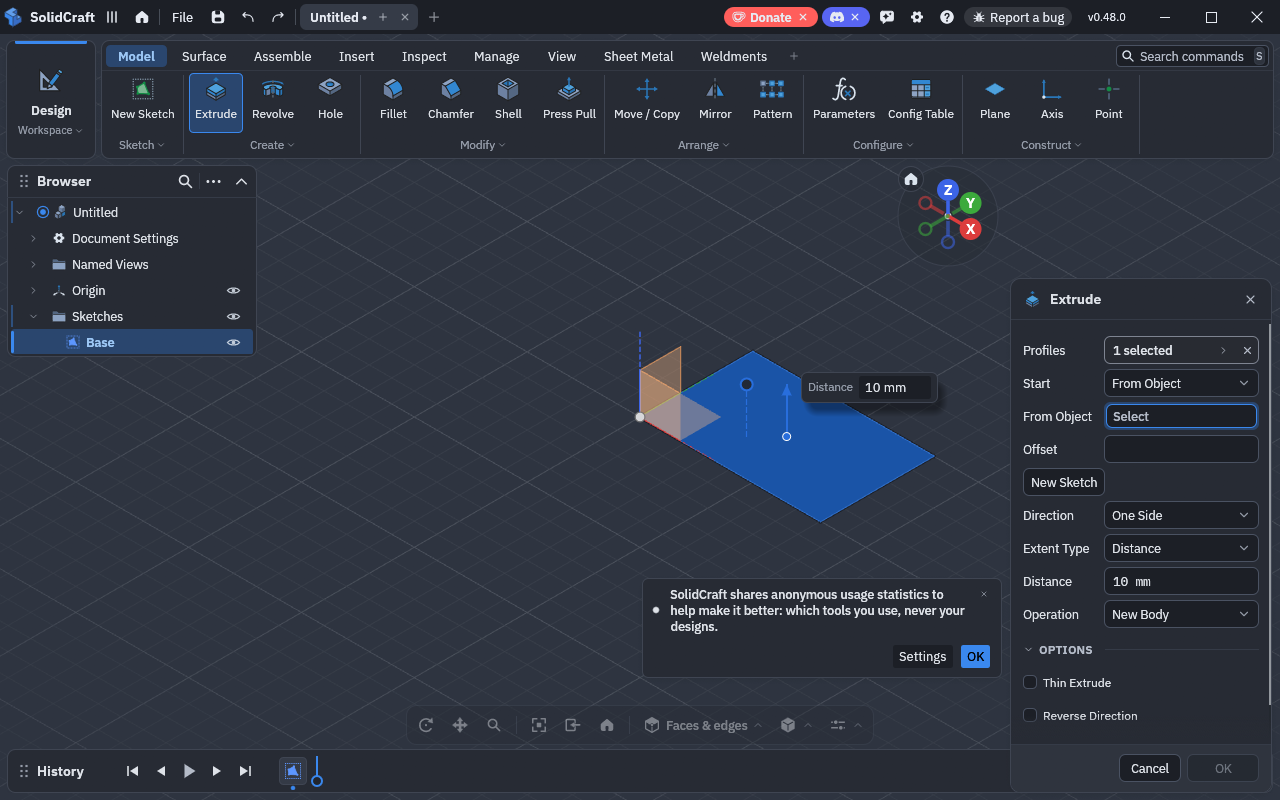 SolidCraft File Untitled • Donate Report a bug v0.48.0
Design
Workspace
Model Surface Assemble Insert Inspect Manage View Sheet Metal Weldments Search commands S
New Sketch Extrude Revolve Hole Fillet Chamfer Shell Press Pull Move / Copy Mirror Pattern Parameters Config Table Plane Axis Point
Sketch Create Modify Arrange Configure Construct
Browser
Untitled
Document Settings
Named Views
Origin
Sketches
Base
Z
Y
X
Distance 10 mm
Extrude
Profiles 1 selected
Start From Object
From Object Select
Offset
New Sketch
Direction One Side
Extent Type Distance
Distance 10 mm
Operation New Body
OPTIONS
Thin Extrude
Reverse Direction
Cancel OK
SolidCraft shares anonymous usage statistics to
help make it better: which tools you use, never your
designs.
Settings OK
Faces & edges
History